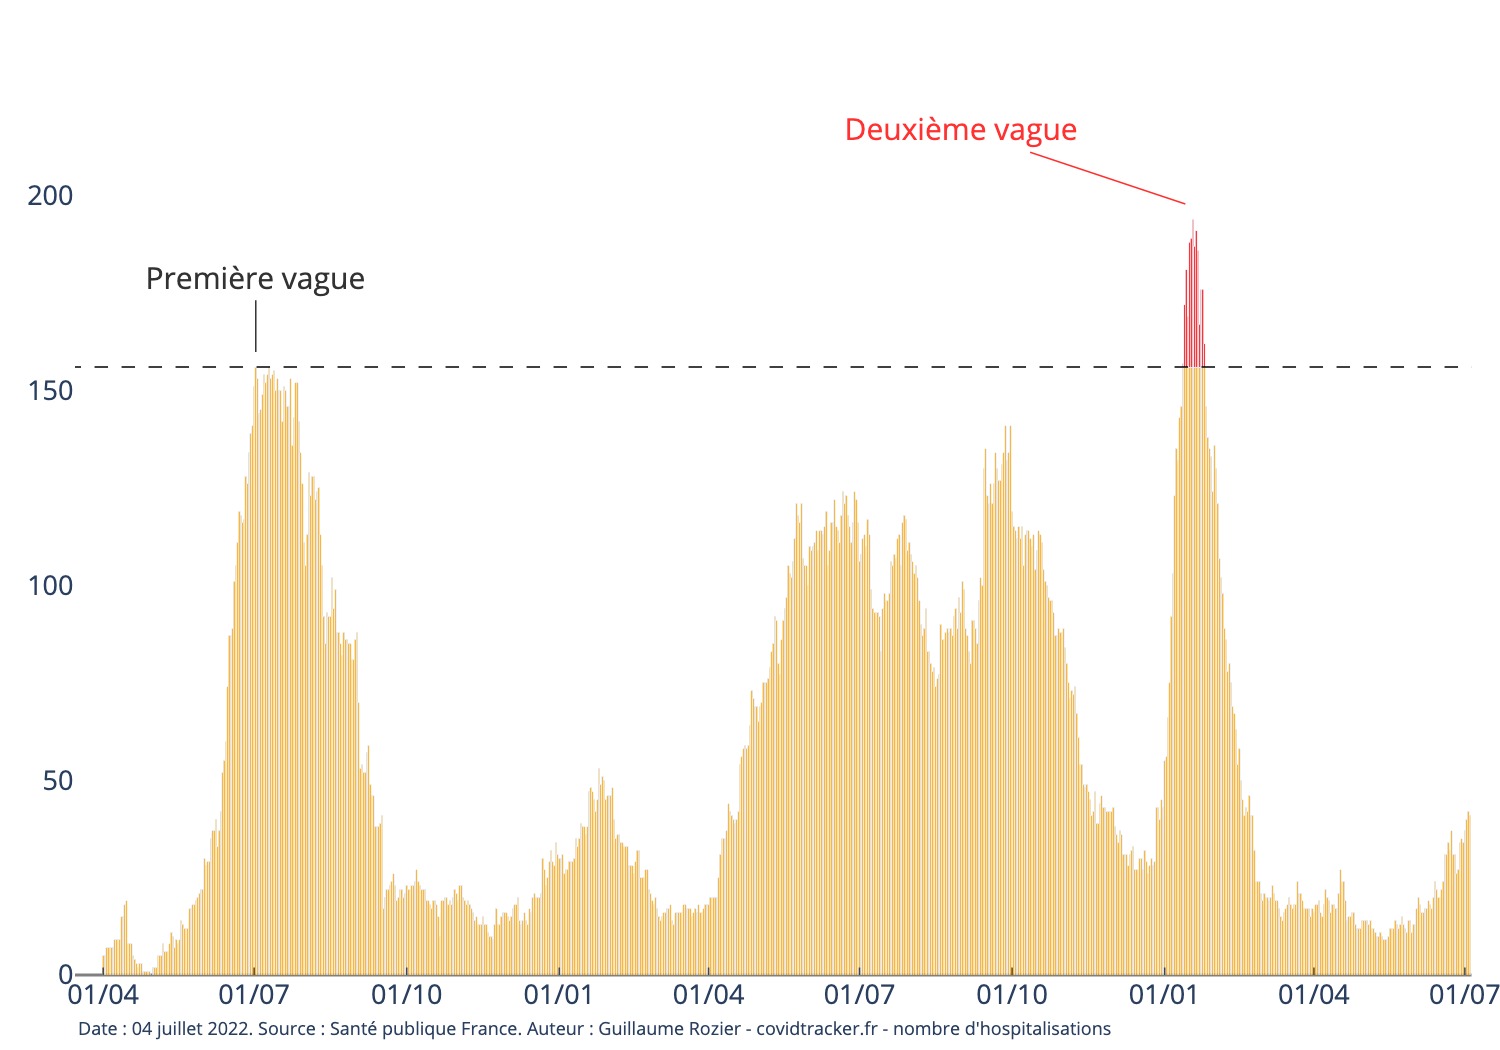 Deuxième vague
200
Première vague
150
100
50
0
01/04 01/07 01/10 01/01 01/04 01/07 01/10 01/01 01/04 01/07
Date : 04 juillet 2022. Source : Santé publique France. Auteur : Guillaume Rozier - covidtracker.fr - nombre d'hospitalisations